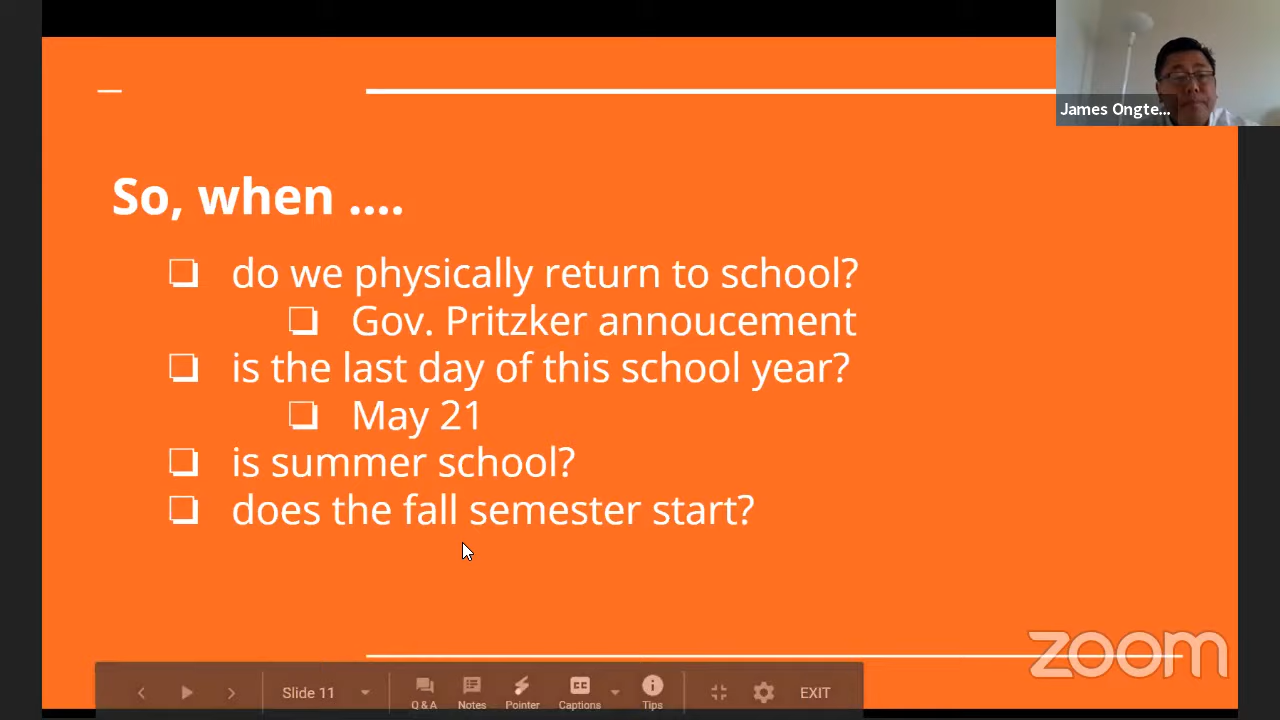 James Ongte...
So, when ....
do we physically return to school?
Gov. Pritzker annoucement
is the last day of this school year?
May 21
is summer school?
does the fall semester start?
zoom
Slide 11
Q & A
Notes
Pointer
CC
Captions
Tips
EXIT